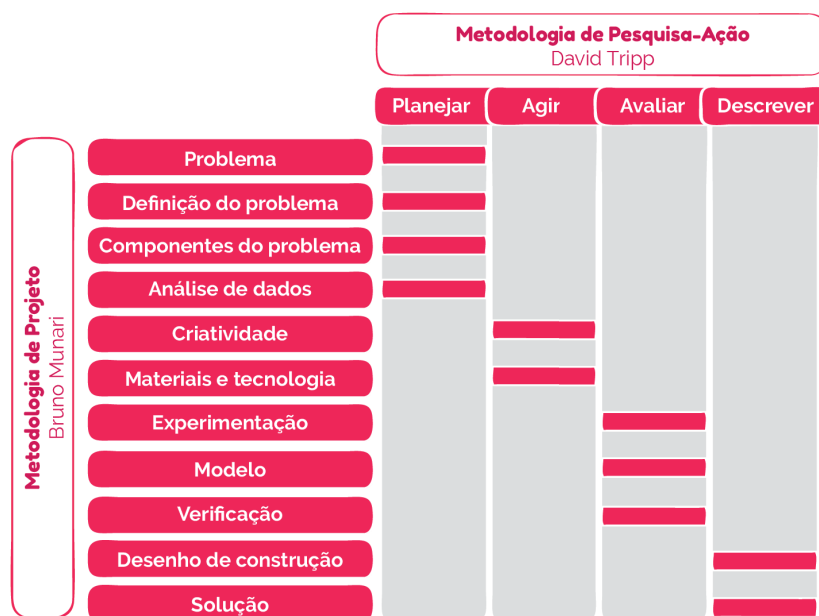 Metodologia de Pesquisa-Ação
David Tripp
Planejar
Agir
Avaliar
Descrever
Metodologia de Projeto
Bruno Munari
Problema
Definição do problema
Componentes do problema
Análise de dados
Criatividade
Materiais e tecnologia
Experimentação
Modelo
Verificação
Desenho de construção
Solução